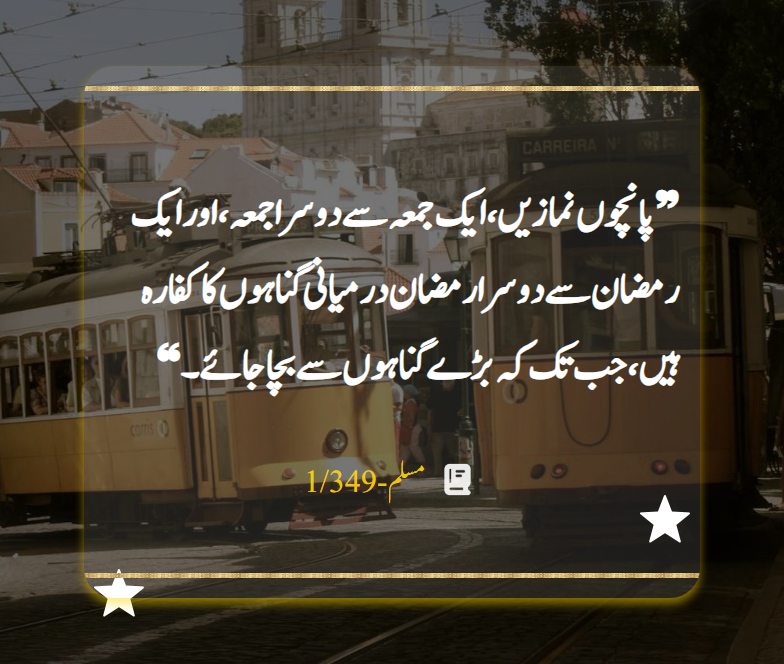 CARREIRA Nº
”پانچوں نمازیں،ایک جمعہ سے دوسرا جمعہ،اور ایک
رمضان سے دوسرا رمضان درمیانی گناہوں کا کفارہ
ہیں،جب تک کہ بڑے گناہوں سے بچا جائے۔“
مسلم-1/349